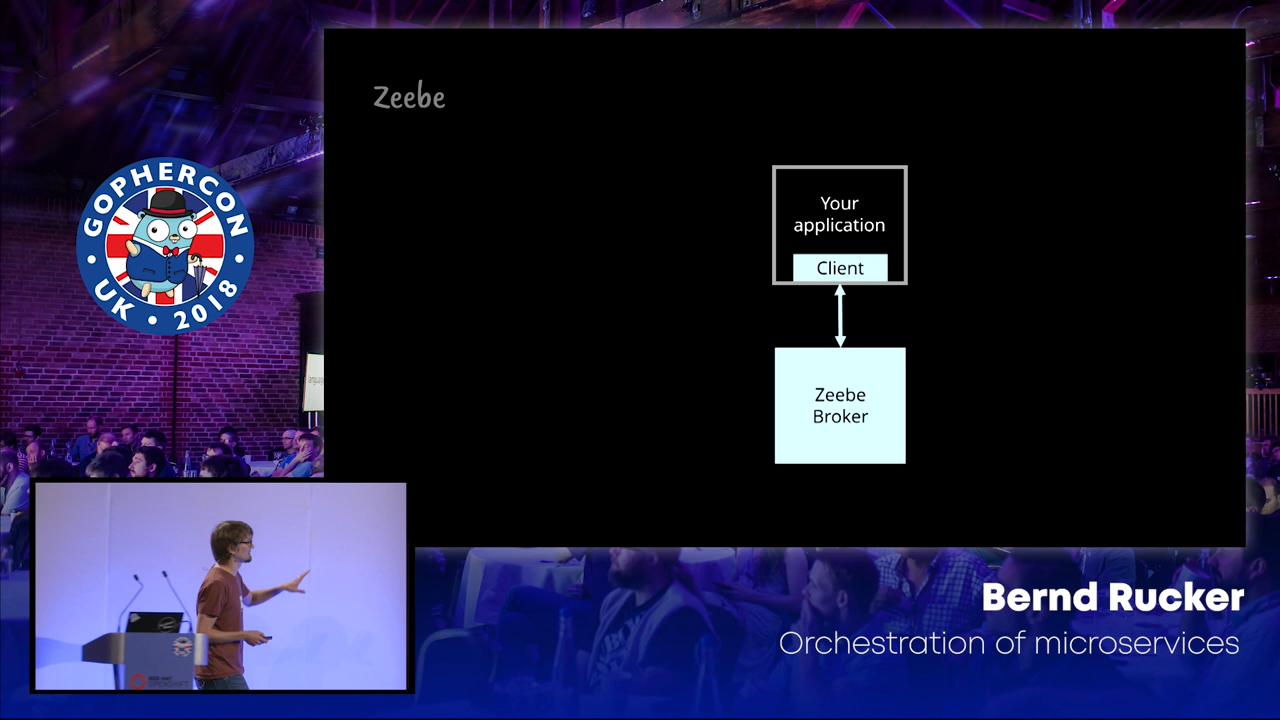 Zeebe
GOPHERCON
UK • 2018
Your
application
Client
Zeebe
Broker
Bernd Rucker
Orchestration of microservices